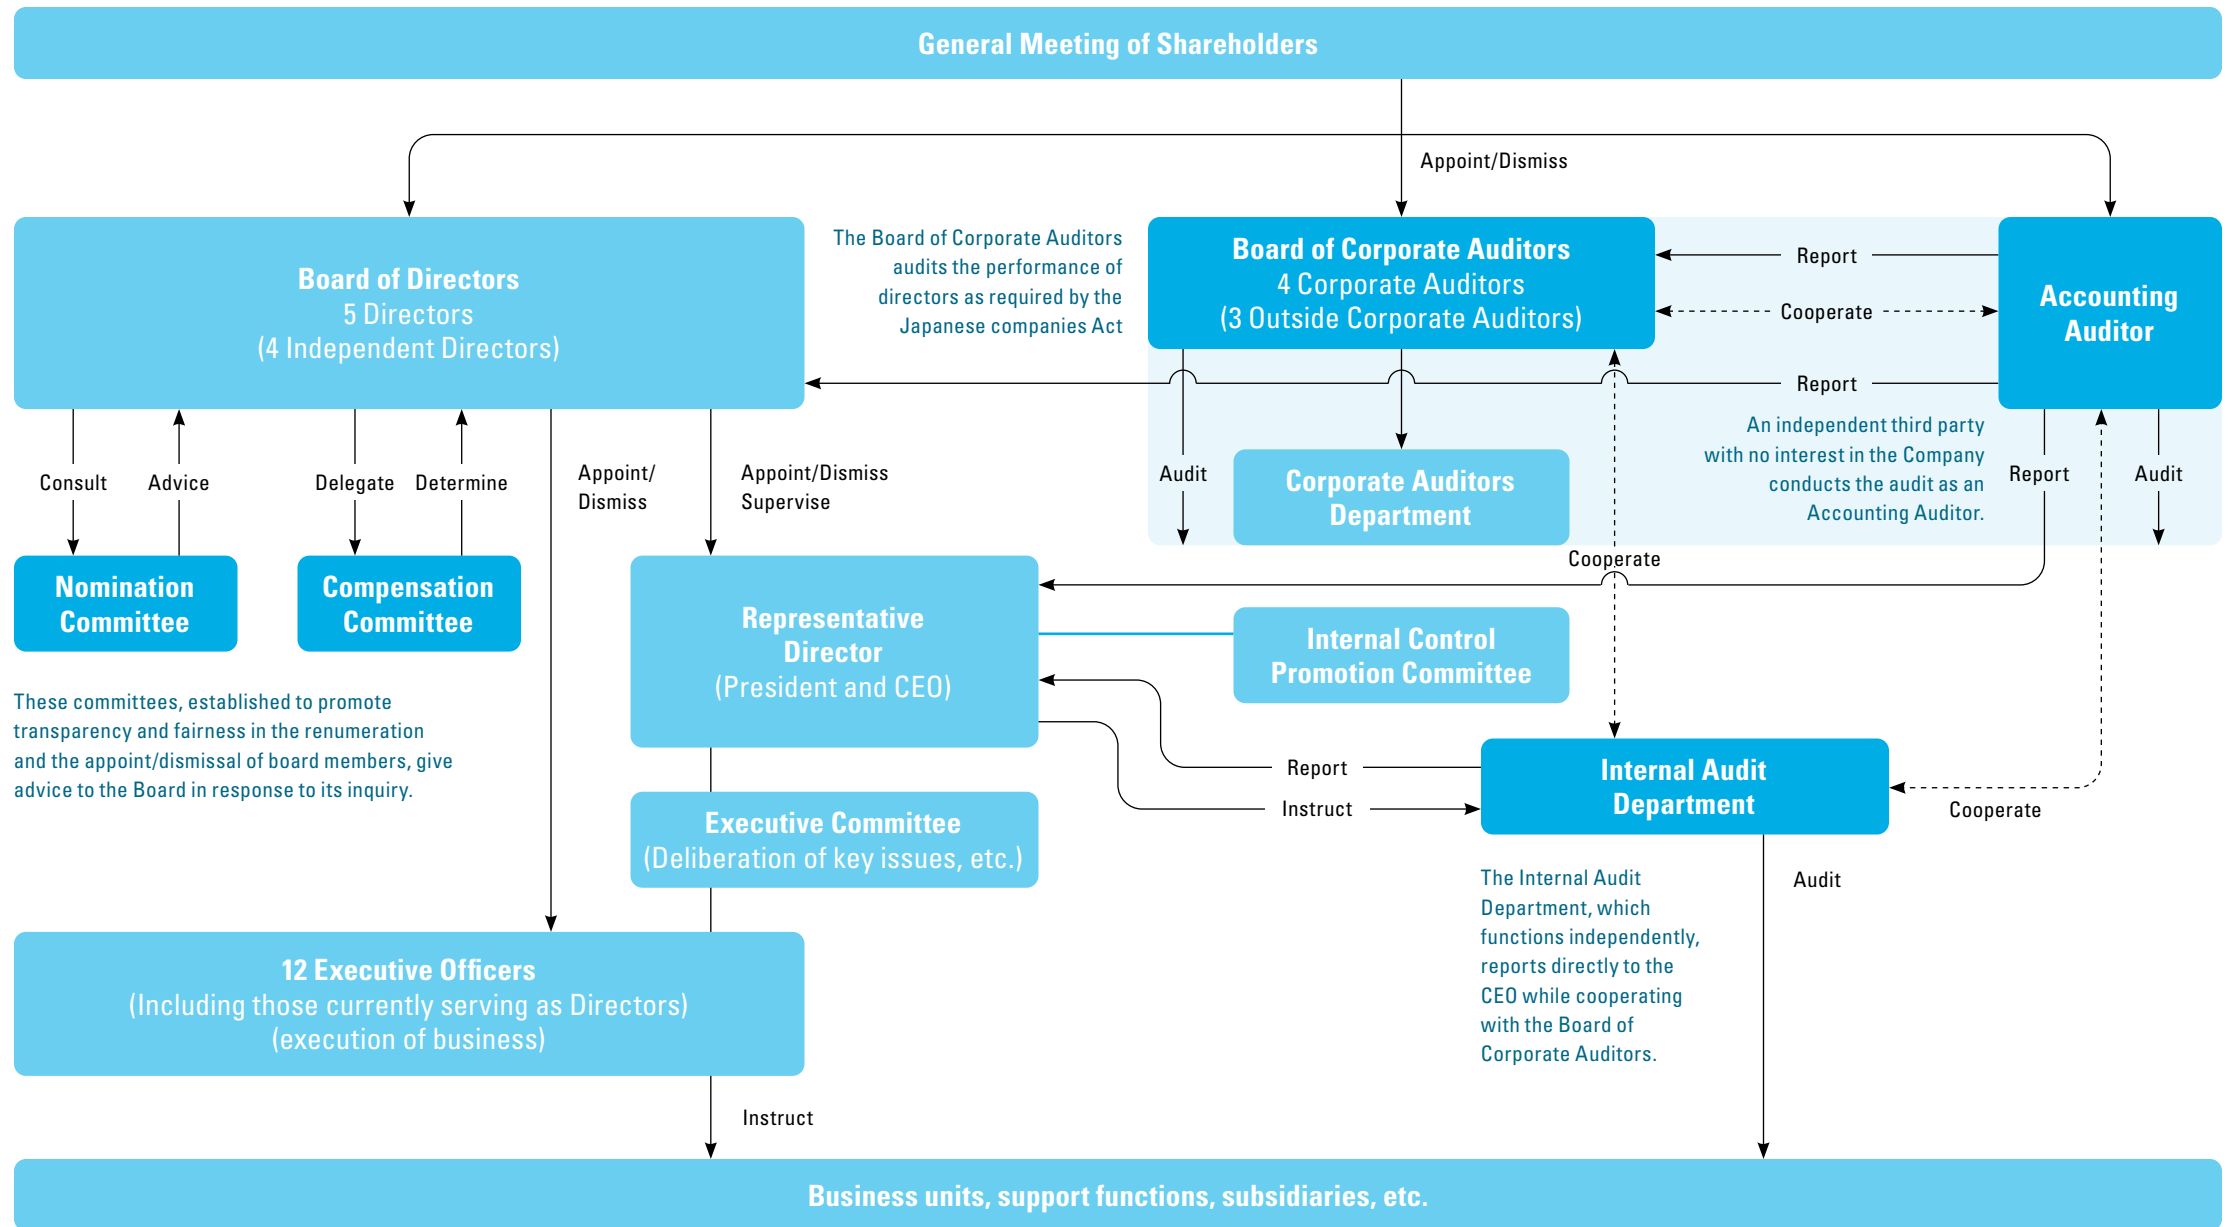 General Meeting of Shareholders
Appoint/Dismiss
Board of Directors
5 Directors
(4 Independent Directors)
The Board of Corporate Auditors
audits the performance of
directors as required by the
Japanese companies Act
Board of Corporate Auditors
4 Corporate Auditors
(3 Outside Corporate Auditors)
Report
Cooperate
Report
Accounting
Auditor
An independent third party
with no interest in the Company
conducts the audit as an
Accounting Auditor.
Consult
Advice
Delegate
Determine
Appoint/
Dismiss
Appoint/Dismiss
Supervise
Audit
Corporate Auditors
Department
Report
Audit
Cooperate
Nomination
Committee
Compensation
Committee
Representative
Director
(President and CEO)
Internal Control
Promotion Committee
These committees, established to promote
transparency and fairness in the renumeration
and the appoint/dismissal of board members, give
advice to the Board in response to its inquiry.
Report
Instruct
Internal Audit
Department
Cooperate
Executive Committee
(Deliberation of key issues, etc.)
The Internal Audit
Department, which
functions independently,
reports directly to the
CEO while cooperating
with the Board of
Corporate Auditors.
Audit
12 Executive Officers
(Including those currently serving as Directors)
(execution of business)
Instruct
Business units, support functions, subsidiaries, etc.